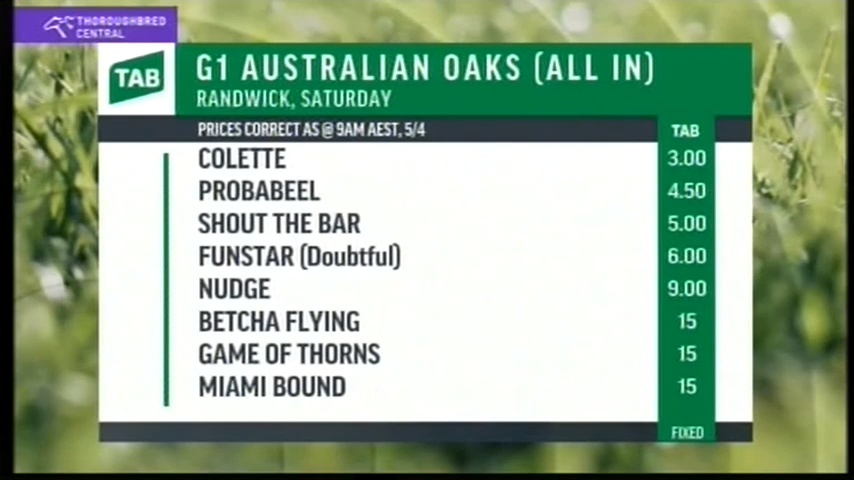 THOROUGHBRED
CENTRAL
TAB
G1 AUSTRALIAN OAKS (ALL IN)
RANDWICK, SATURDAY
PRICES CORRECT AS @ 9AM AEST, 5/4 TAB
COLETTE 3.00
PROBABEEL 4.50
SHOUT THE BAR 5.00
FUNSTAR (Doubtful) 6.00
NUDGE 9.00
BETCHA FLYING 15
GAME OF THORNS 15
MIAMI BOUND 15
FIXED